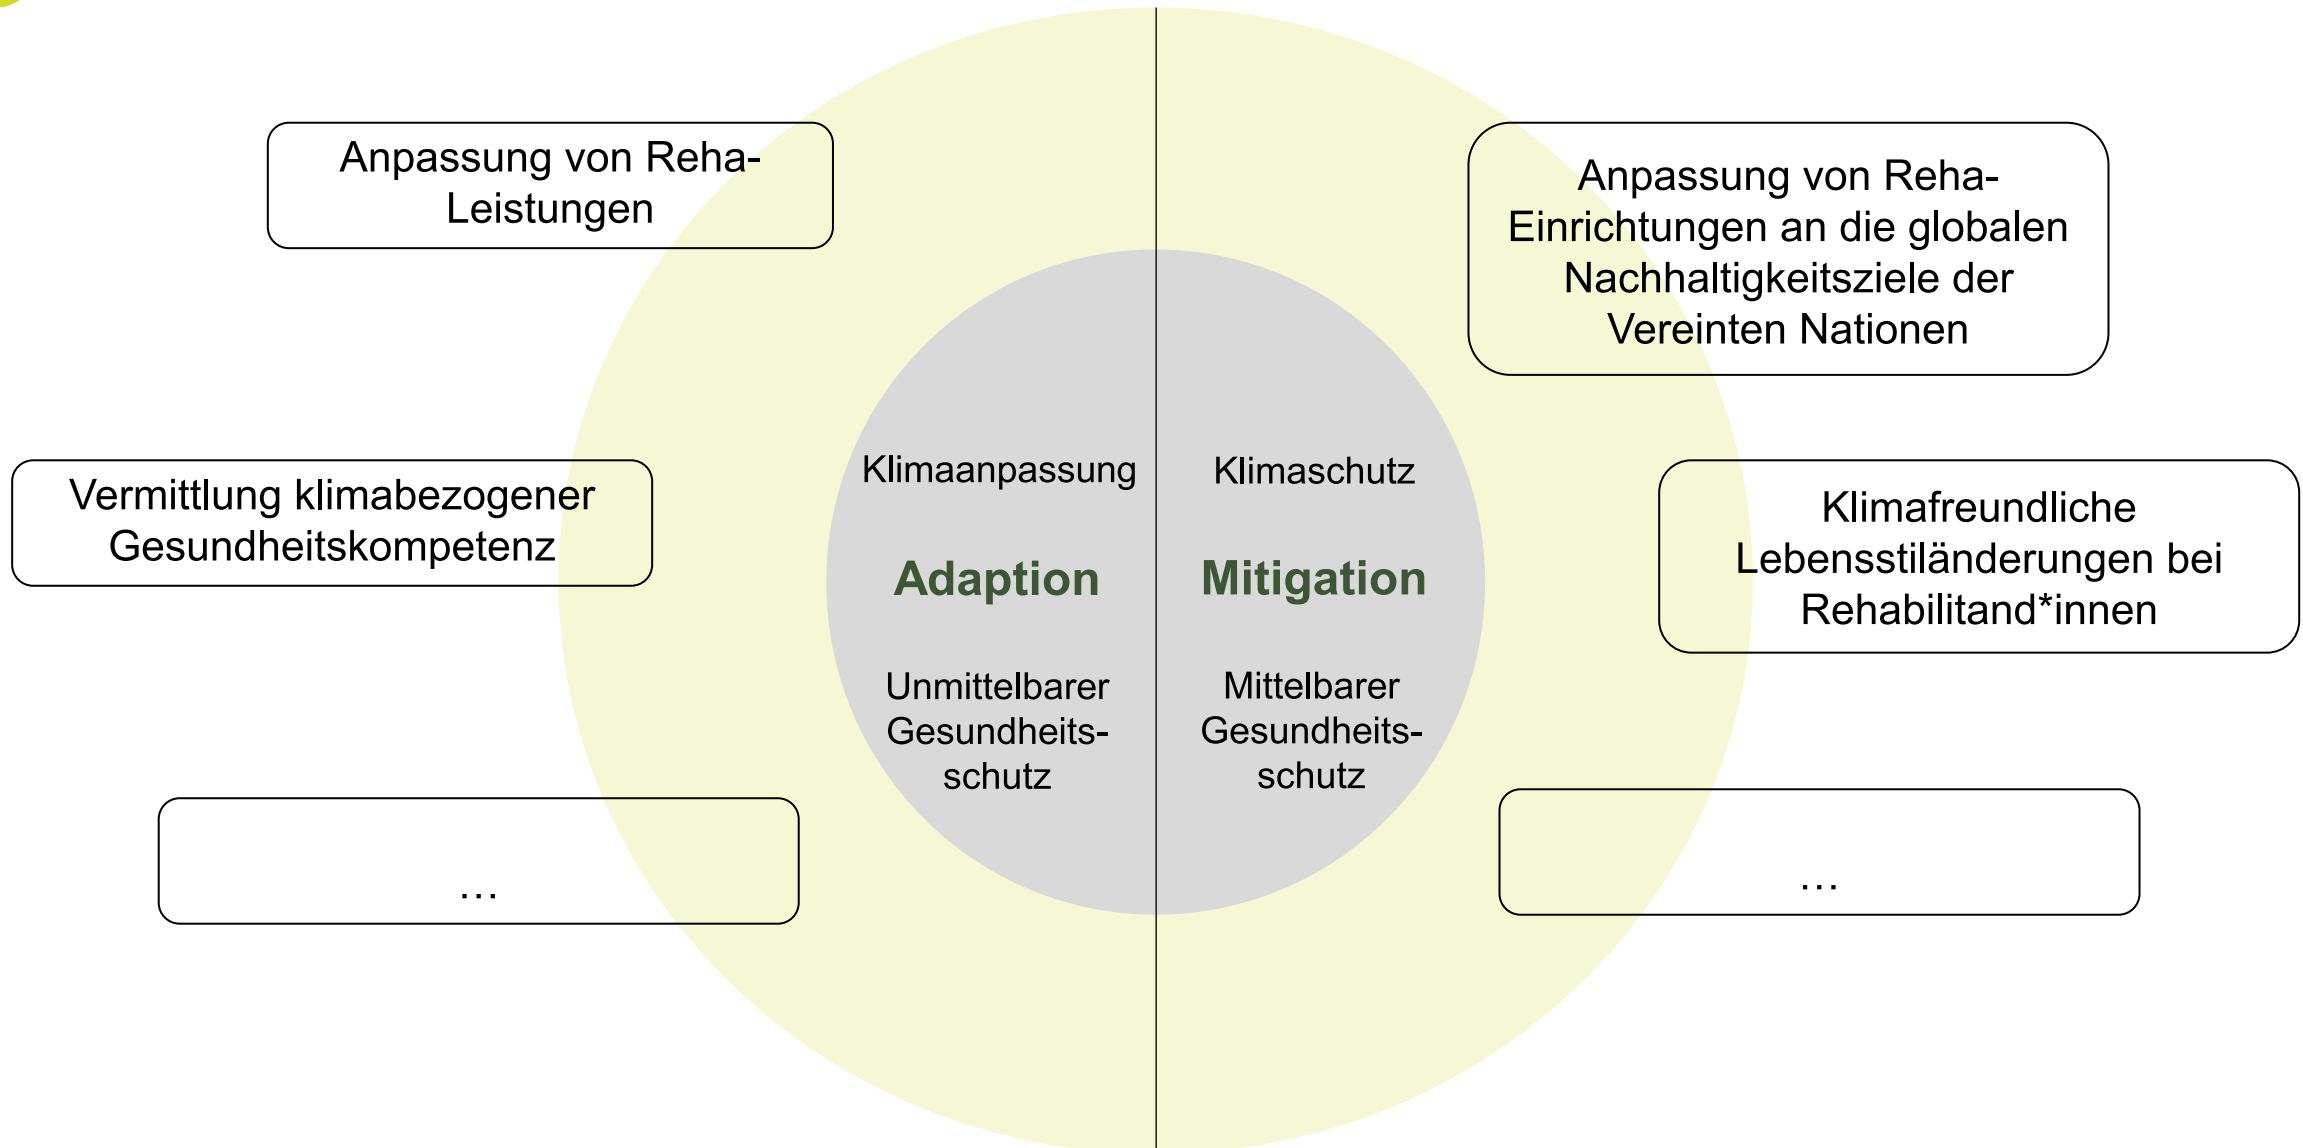 Anpassung von Reha-
Leistungen
Anpassung von Reha-
Einrichtungen an die globalen
Nachhaltigkeitsziele der
Vereinten Nationen
Vermittlung klimabezogener
Gesundheitskompetenz
Klimaanpassung
Adaption
Unmittelbarer
Gesundheits-
schutz
Klimaschutz
Mitigation
Mittelbarer
Gesundheits-
schutz
Klimafreundliche
Lebensstiländerungen bei
Rehabilitand*innen
…
…